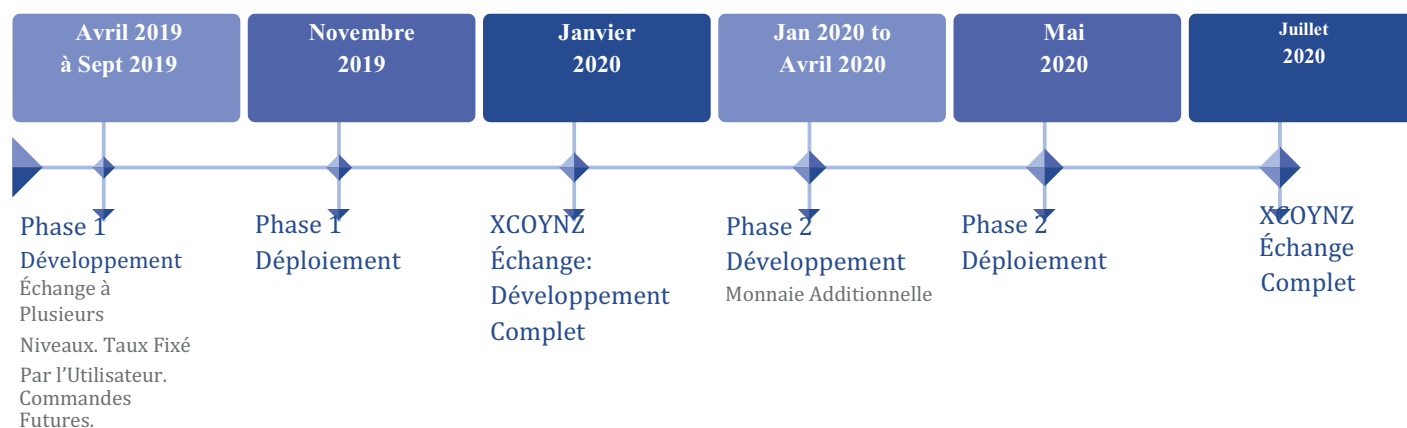 Avril 2019
à Sept 2019
Novembre
2019
Janvier
2020
Jan 2020 to
Avril 2020
Mai
2020
Juillet
2020
Phase 1
Développement
Échange à
Plusieurs
Niveaux. Taux Fixé
Par l’Utilisateur.
Commandes
Futures.
Phase 1
Déploiement
XCOYNZ
Échange:
Développement
Complet
Phase 2
Développement
Monnaie Additionnelle
Phase 2
Déploiement
XCOYNZ
Échange
Complet